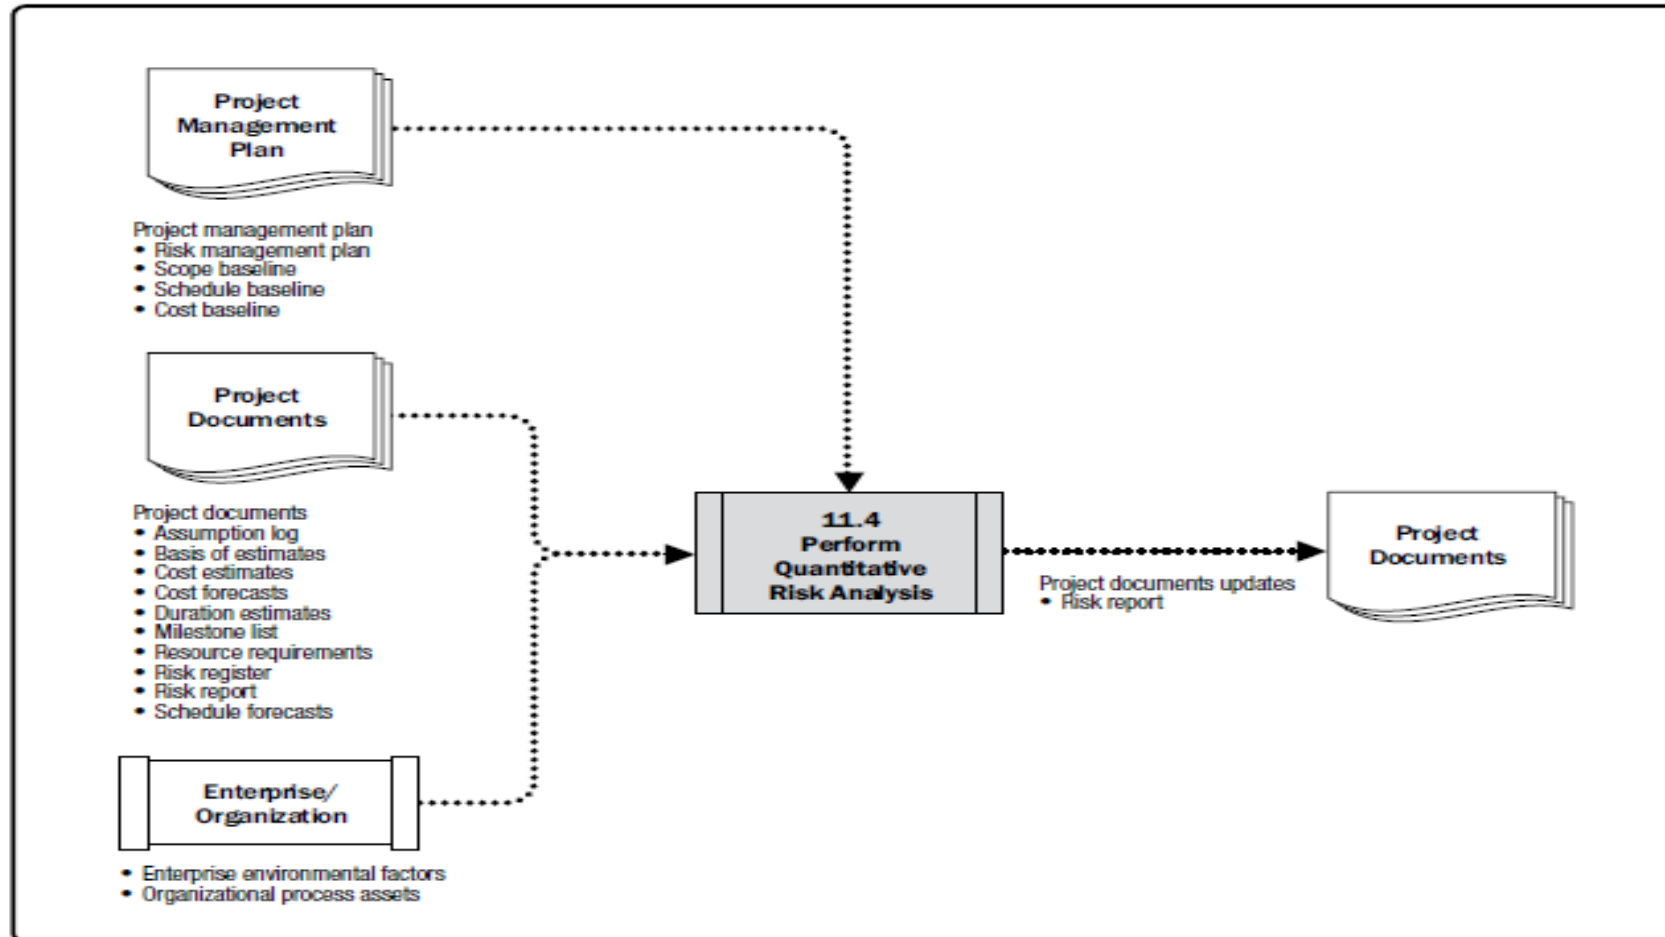 Project
Management
Plan
Project management plan
• Risk management plan
• Scope baseline
• Schedule baseline
• Cost baseline
Project
Documents
Project documents
• Assumption log
• Basis of estimates
• Cost estimates
• Cost forecasts
• Duration estimates
• Milestone list
• Resource requirements
• Risk register
• Risk report
• Schedule forecasts
Enterprise/
Organization
• Enterprise environmental factors
• Organizational process assets
11.4
Perform
Quantitative
Risk Analysis
Project documents updates
• Risk report
Project
Documents